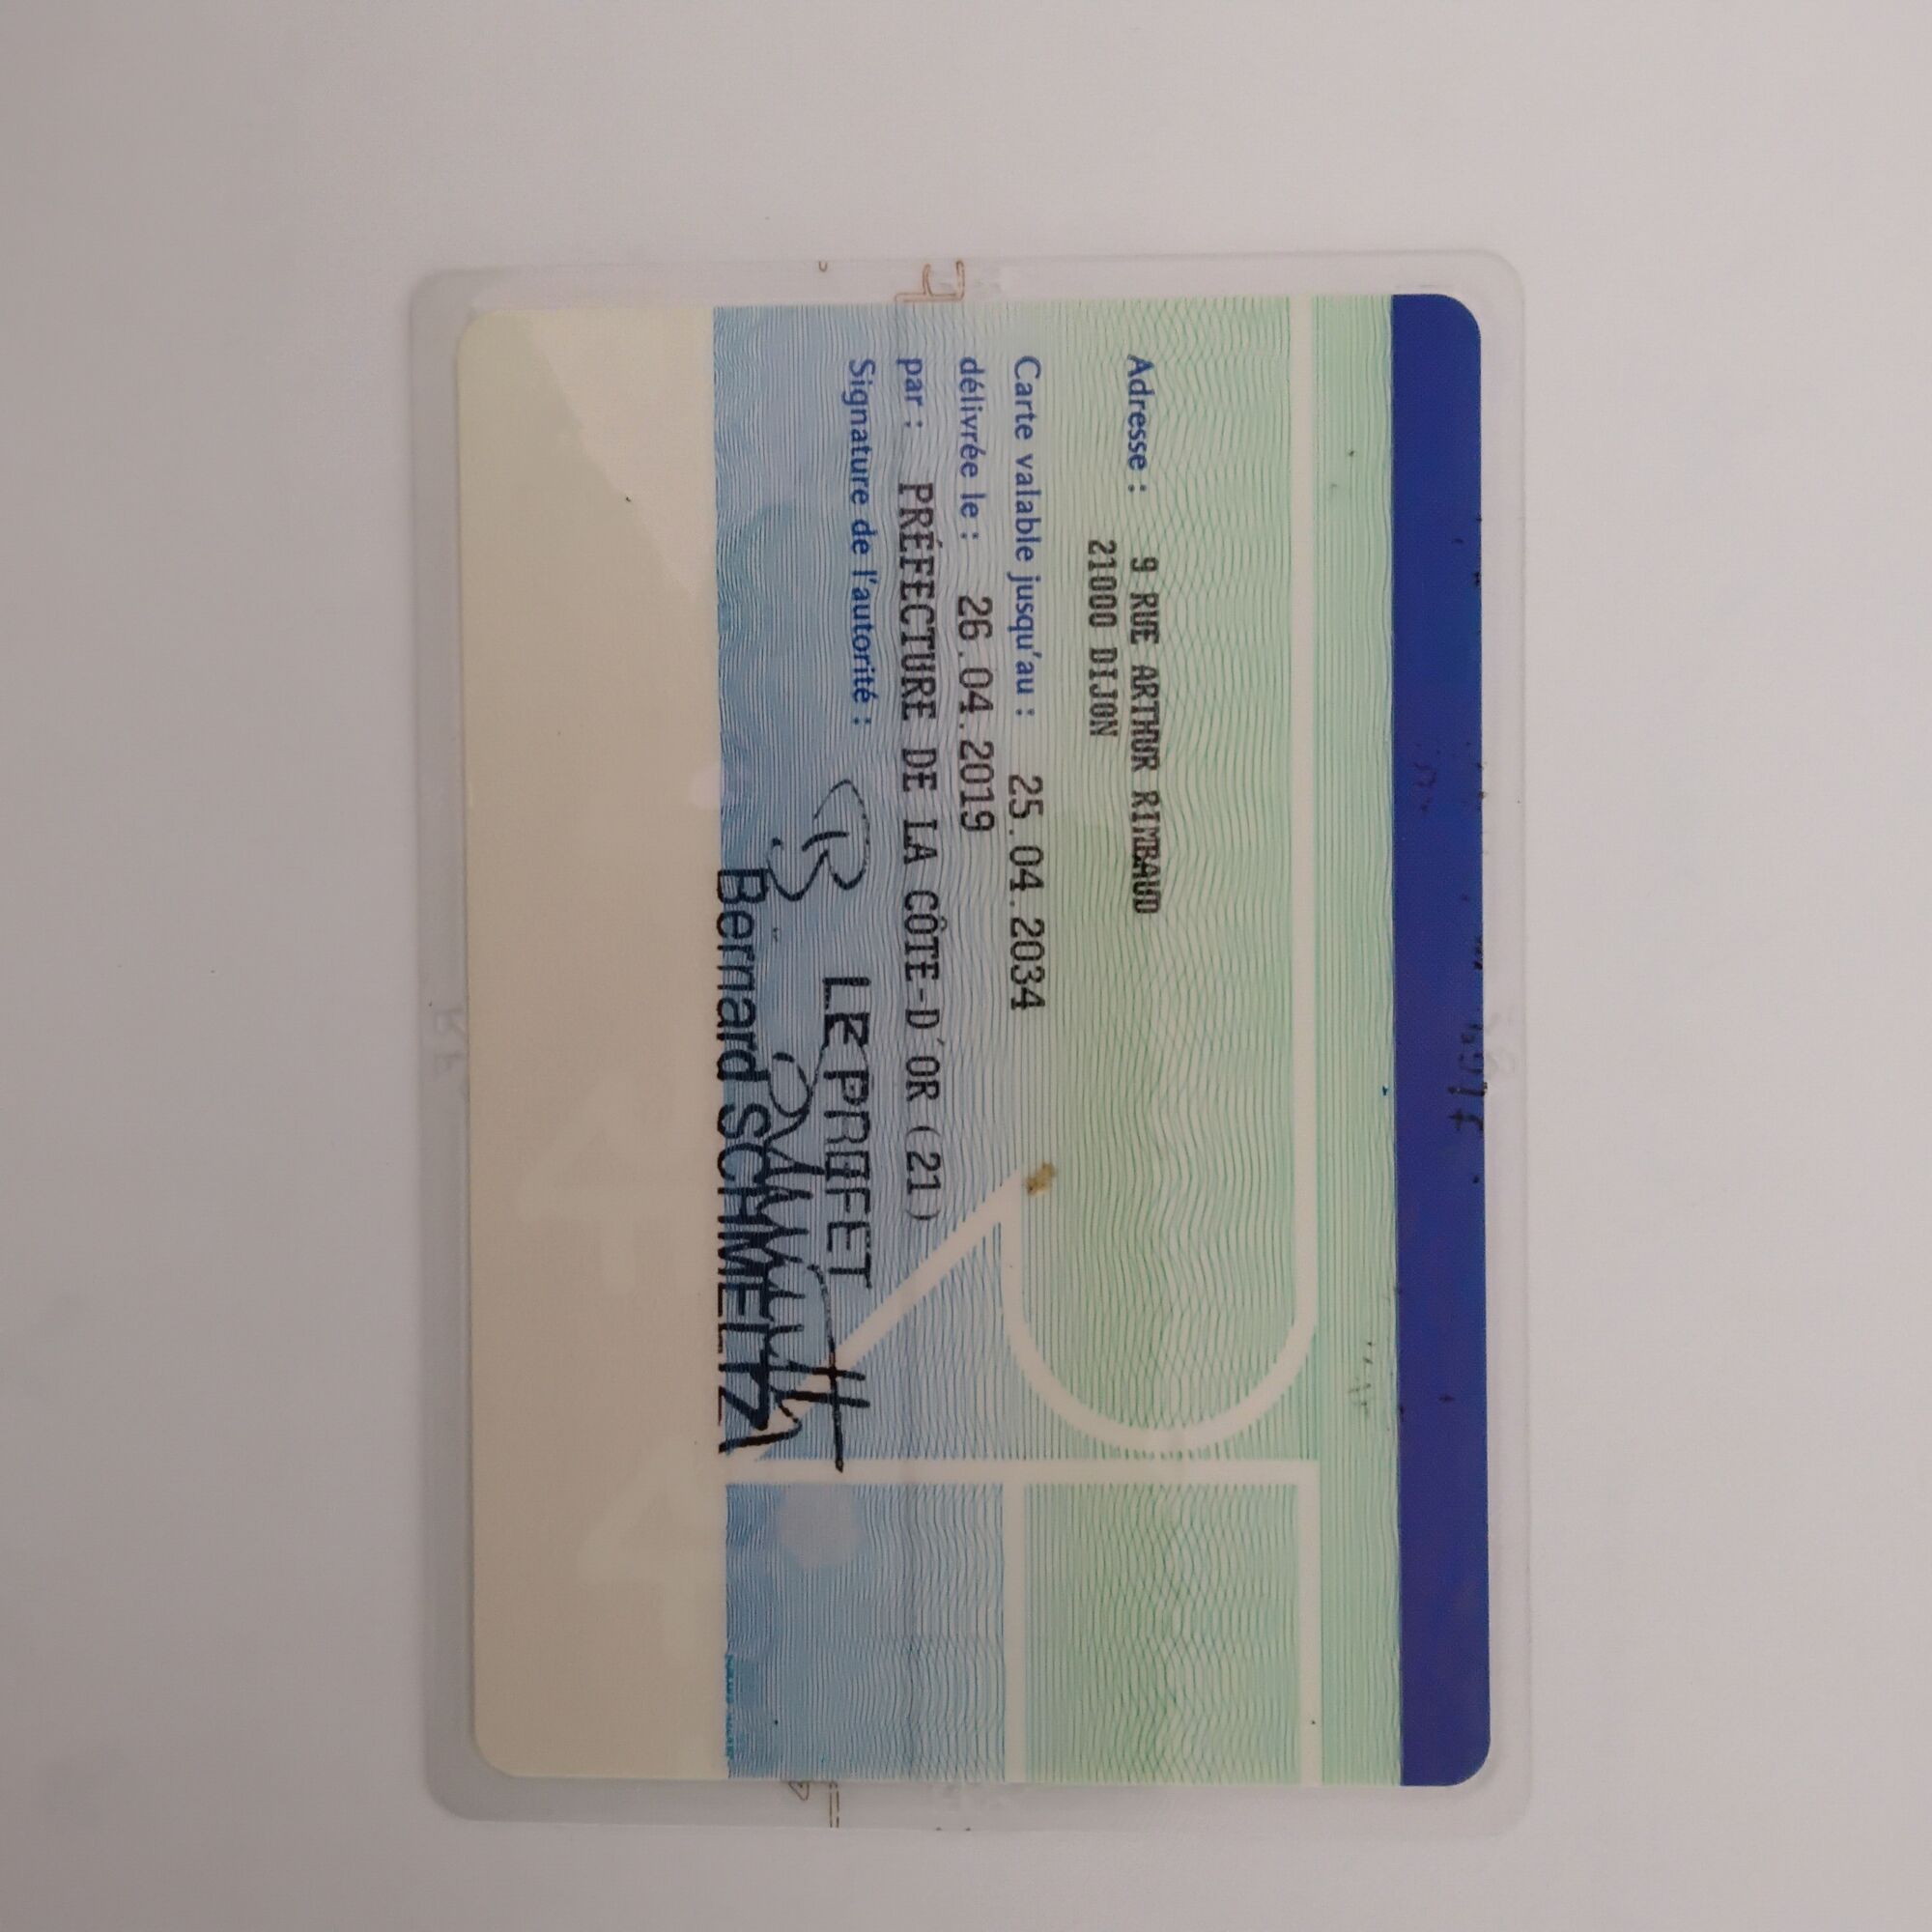 Adresse : 9 RUE ARTHUR RIMBAUD
21000 DIJON
Carte valable jusqu'au : 25.04.2034
délivrée le : 26.04.2019
par : PRÉFECTURE DE LA CÔTE-D'OR (21)
Signature de l'autorité :
LE PRÉFET
Bernard SCHMELTZ